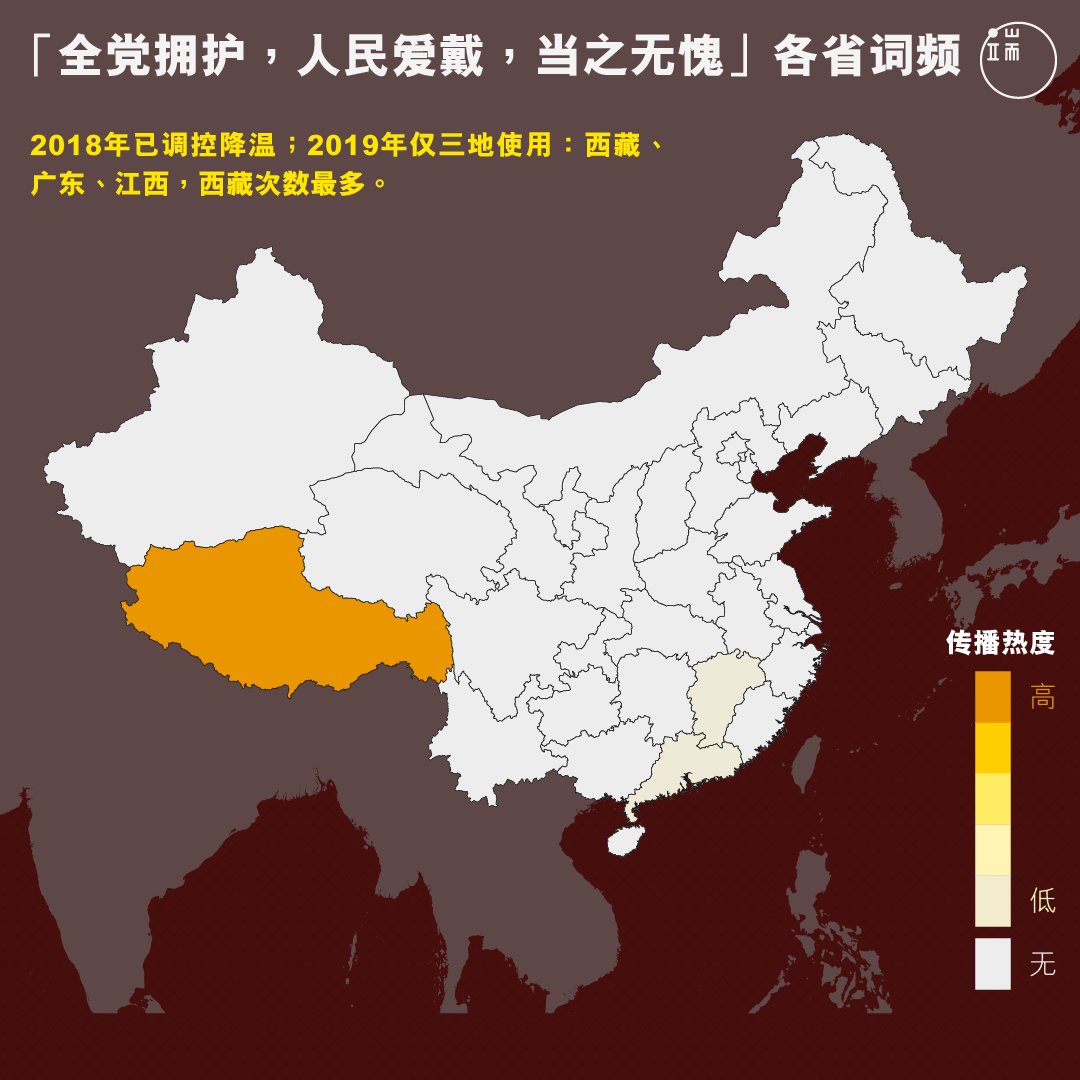 「全党拥护，人民爱戴，当之无愧」各省词频
端
2018年已调控降温；2019年仅三地使用：西藏、
广东、江西，西藏次数最多。
传播热度
高
低
无